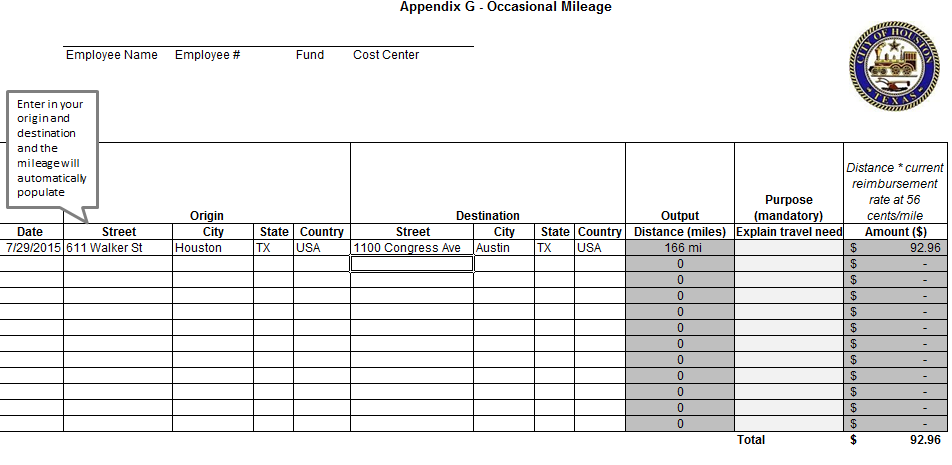 Appendix G - Occasional Mileage
Employee Name Employee # Fund Cost Center
CITY OF HOUSTON
TEXAS
Enter in your
origin and
destination
and the
mileage will
automatically
populate
Distance * current
reimbursement
rate at 56
cents/mile
Origin Destination Output Purpose
(mandatory)
Date Street City State Country Street City State Country Distance (miles) Explain travel need Amount ($)
7/29/2015 611 Walker St Houston TX USA 1100 Congress Ave Austin TX USA 166 mi $ 92.96
0 $ -
0 $ -
0 $ -
0 $ -
0 $ -
0 $ -
0 $ -
0 $ -
0 $ -
0 $ -
0 $ -
Total $ 92.96